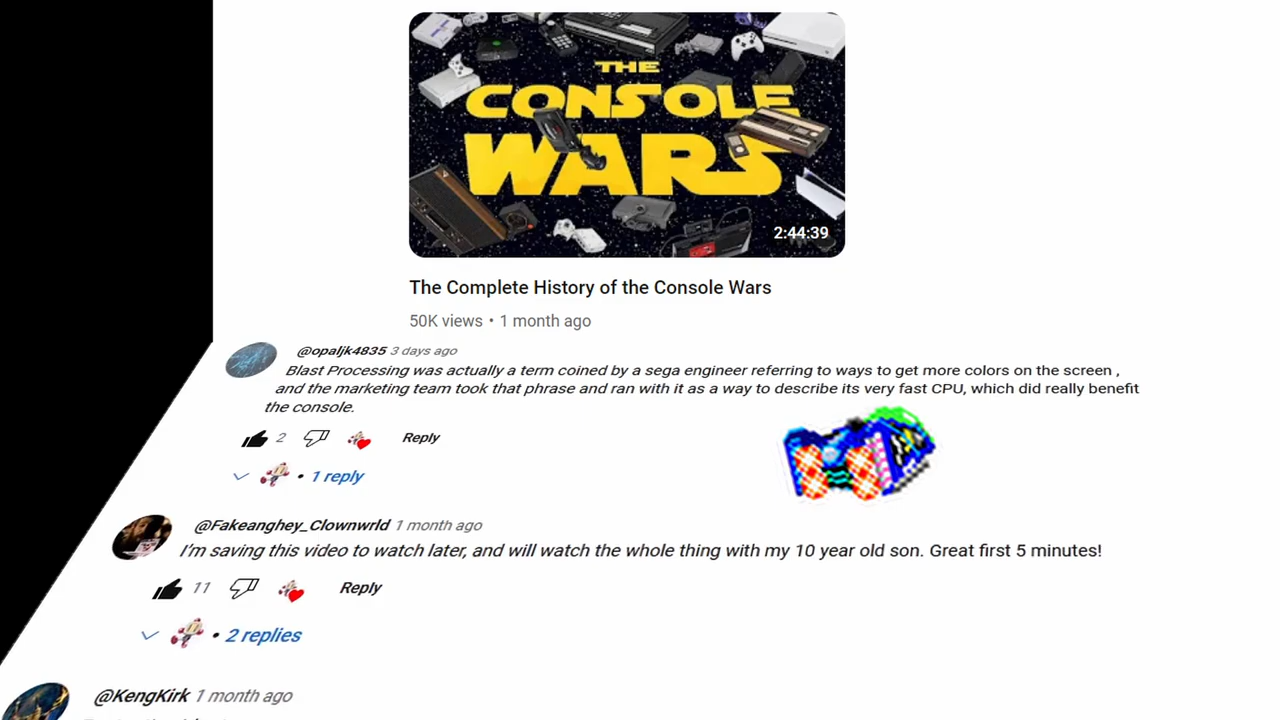 THE
CONSOLE
WARS
2:44:39
The Complete History of the Console Wars
50K views • 1 month ago
@opaljk4835 3 days ago
Blast Processing was actually a term coined by a sega engineer referring to ways to get more colors on the screen ,
and the marketing team took that phrase and ran with it as a way to describe its very fast CPU, which did really benefit
the console.
2 Reply
• 1 reply
@Fakeanghey_Clownwrld 1 month ago
I'm saving this video to watch later, and will watch the whole thing with my 10 year old son. Great first 5 minutes!
11 Reply
• 2 replies
@KengKirk 1 month ago